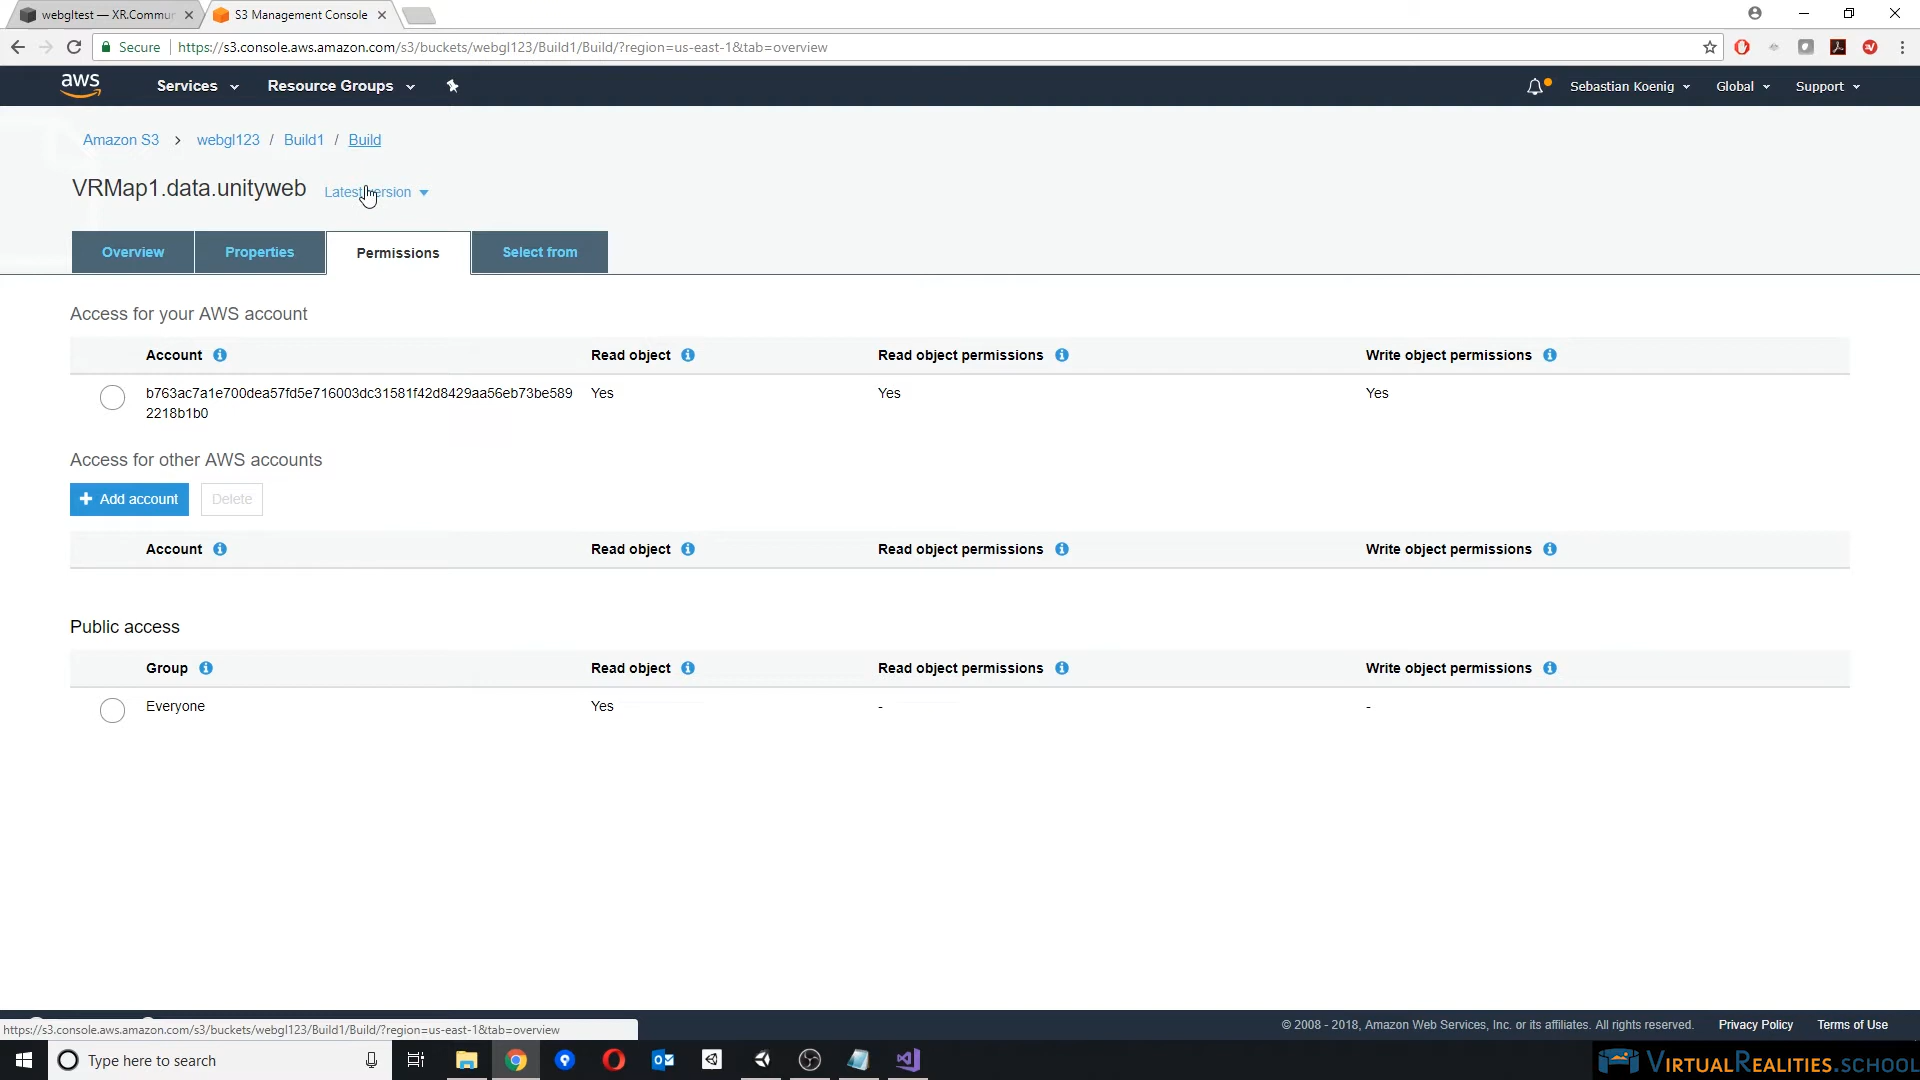 webgltest — XR.Commun
S3 Management Console
Secure
https://s3.console.aws.amazon.com/s3/buckets/webgl123/Build1/Build/?region=us-east-1&tab=overview
aws
Services
Resource Groups
Sebastian Koenig
Global
Support
Amazon S3 > webgl123 / Build1 / Build
VRMap1.data.unityweb
Latest ersion
Overview
Properties
Permissions
Select from
Access for your AWS account
Account Read object Read object permissions Write object permissions
b763ac7a1e700dea57fd5e716003dc31581f42d8429aa56eb73be589 Yes Yes Yes
2218b1b0
Access for other AWS accounts
+ Add account
Delete
Account Read object Read object permissions Write object permissions
Public access
Group Read object Read object permissions Write object permissions
Everyone Yes - -
https://s3.console.aws.amazon.com/s3/buckets/webgl123/Build1/Build/?region=us-east-1&tab=overview
© 2008 - 2018, Amazon Web Services, Inc. or its affiliates. All rights reserved. Privacy Policy Terms of Use
Type here to search
VIRTUALREALITIES.SCHOOL